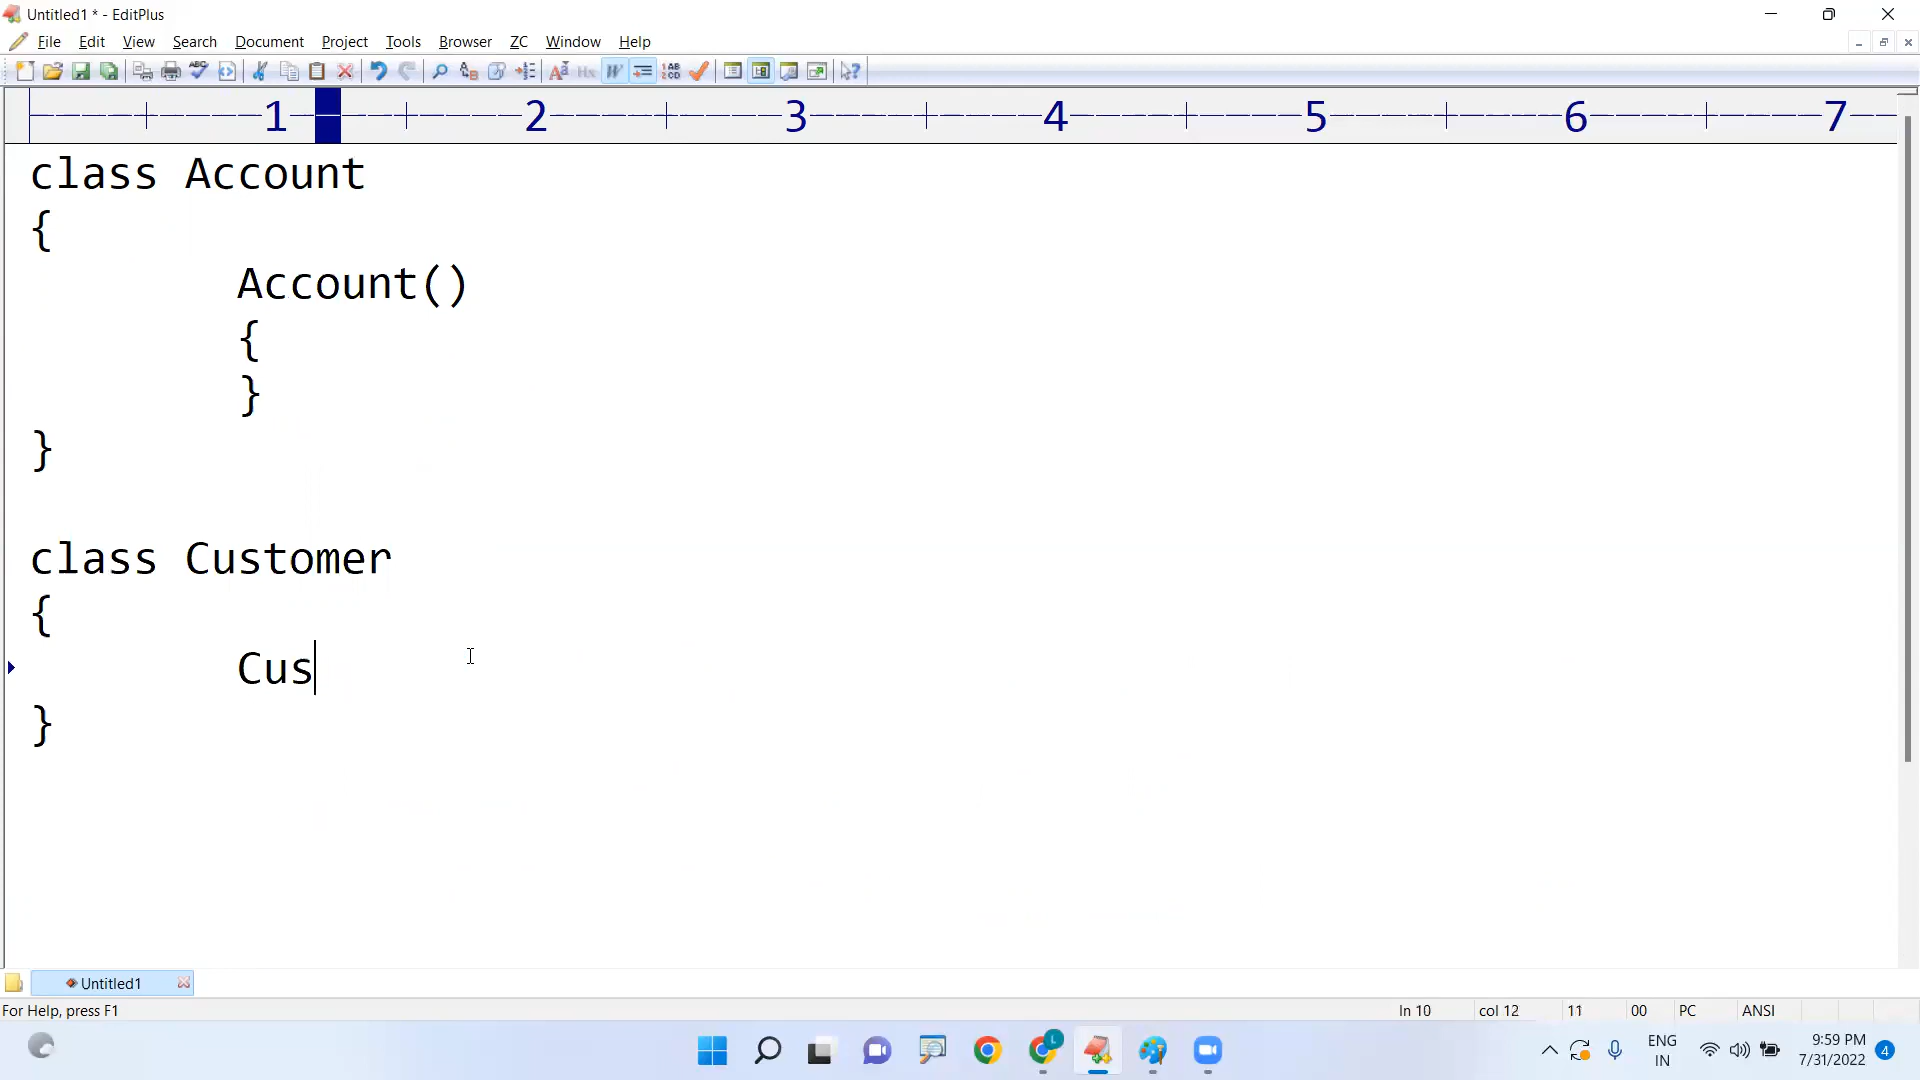 Untitled1 * - EditPlus
File Edit View Search Document Project Tools Browser ZC Window Help
1 2 3 4 5 6 7
class Account
{
Account()
{
}
}
class Customer
{
Cus
}
Untitled1
For Help, press F1 ln 10 col 12 11 00 PC ANSI
ENG
IN
9:59 PM
7/31/2022
4